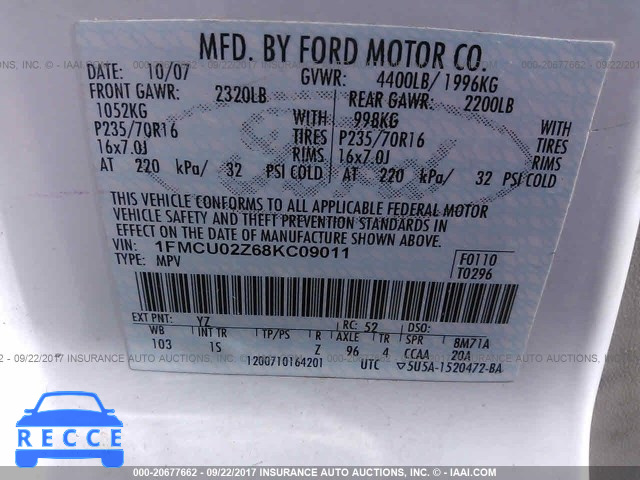 000-20677662 - 09/22/2017 INSURANCE AUTO AUCTIONS, INC. - © IAAI.COM
MFD. BY FORD MOTOR CO.
DATE: 10/07 GVWR: 4400LB/ 1996KG
FRONT GAWR: 2320LB REAR GAWR: 2200LB
1052KG WITH 998KG WITH
P235/70R16 TIRES P235/70R16 TIRES
16x7.0J RIMS 16x7.0J RIMS
AT 220 kPa/ 32 PSI COLD AT 220 kPa/ 32 PSI COLD
Ford
THIS VEHICLE CONFORMS TO ALL APPLICABLE FEDERAL MOTOR
VEHICLE SAFETY AND THEFT PREVENTION STANDARDS IN
EFFECT ON THE DATE OF MANUFACTURE SHOWN ABOVE.
VIN: 1FMCU02Z68KC09011 F0110
TYPE: MPV T0296
EXT PNT: YZ RC: 52 DSO:
WB INT TR TP/PS R AXLE TR SPR BM71A
103 1S Z 96 4 CCAA 20A
1200710164201 UTC ▽5U5A-1520472-BA
RECCE 100
000-20677662 - 09/22/2017 INSURANCE AUTO AUCTIONS, INC. - © IAAI.COM